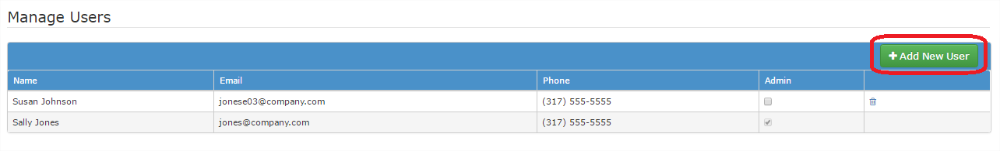 Manage Users
+ Add New User
Name Email Phone Admin
Susan Johnson jonese03@company.com (317) 555-5555
Sally Jones jones@company.com (317) 555-5555